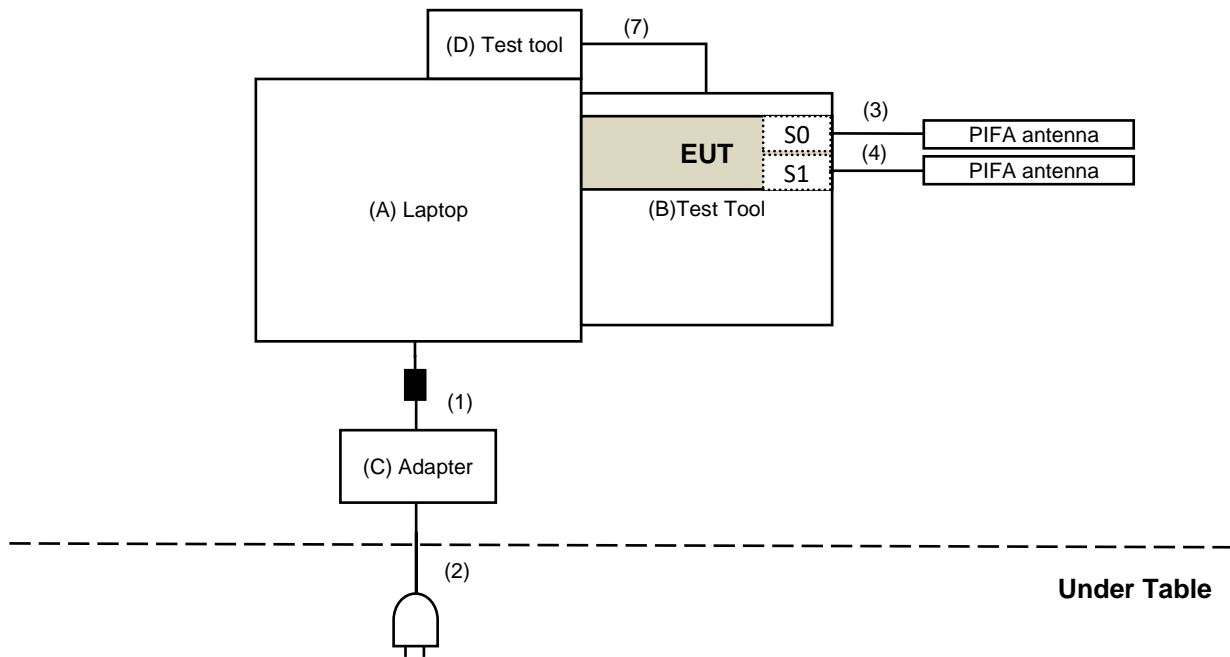 (D) Test tool
(7)
(3)
PIFA antenna
S0
EUT
(4)
PIFA antenna
S1
(A) Laptop
(B)Test Tool
(1)
(C) Adapter
(2)
Under Table